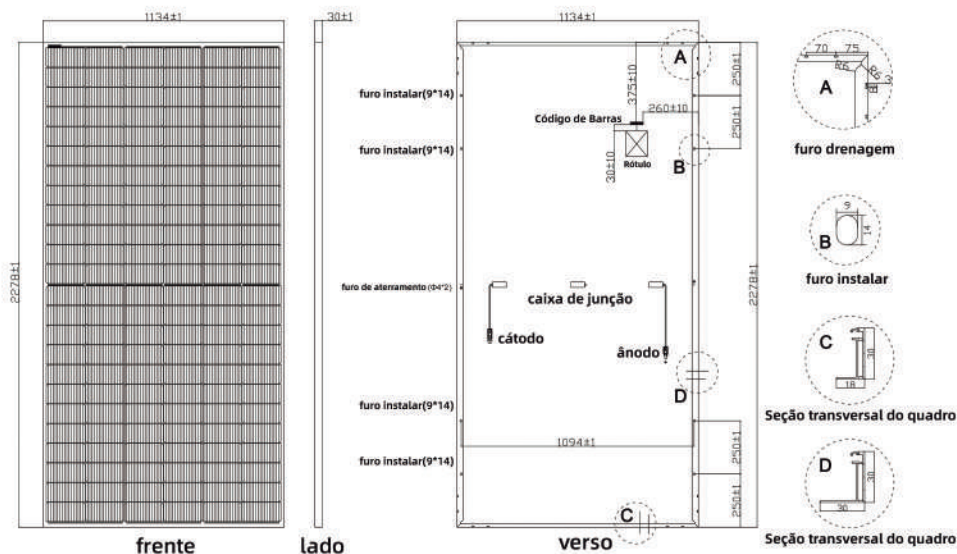 1134±1
30±1
1134±1
2278±1
frente
lado
furo instalar(9*14)
furo instalar(9*14)
furo de aterramento(Φ4*2)
furo instalar(9*14)
furo instalar(9*14)
A
375±10
260±10
Código de Barras
30±10
Rótulo
B
250±1
250±1
caixa de junção
cátodo
ânodo
D
2278±1
1094±1
250±1
250±1
C
verso
70
75
R6
R6
A
furo drenagem
9
14
B
furo instalar
C
30
18
Seção transversal do quadro
D
30
30
Seção transversal do quadro